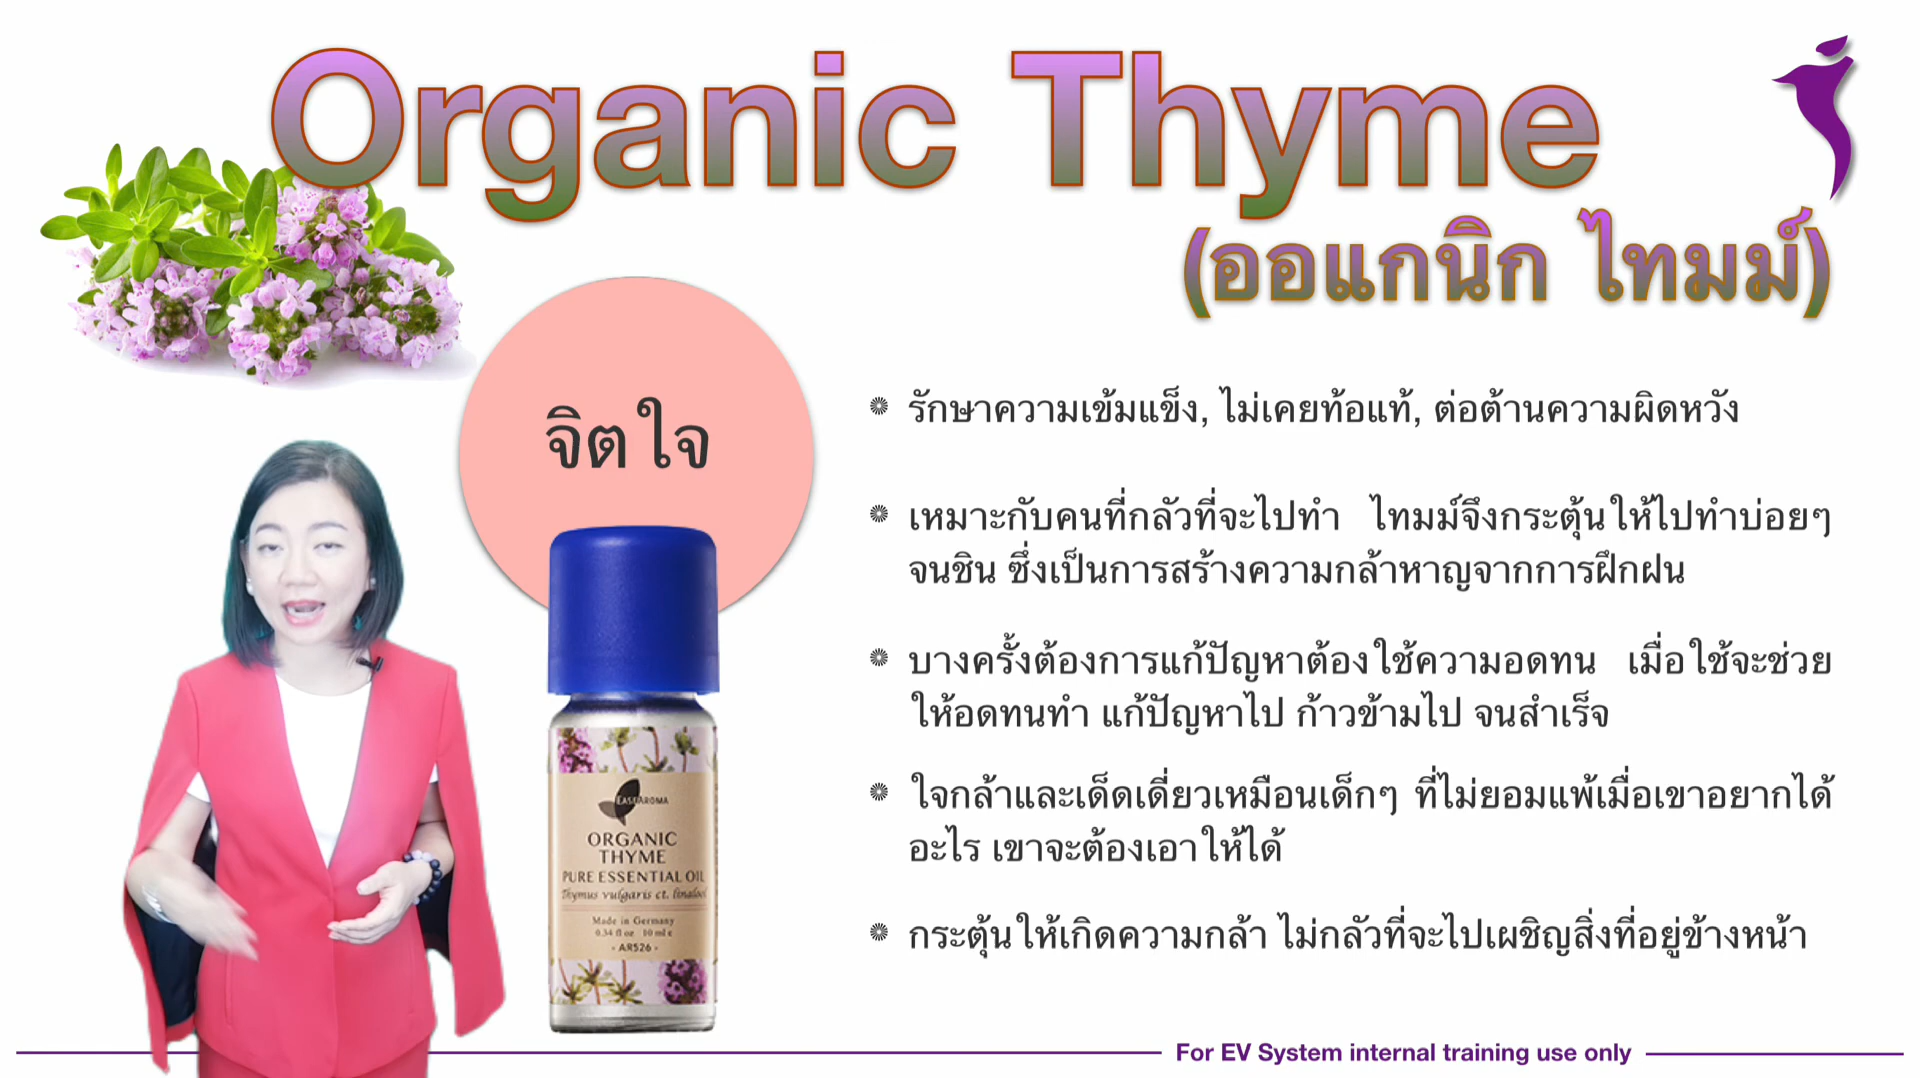 Organic Thyme
(ออแกนิก ไทมม์)
จิตใจ
รักษาความเข้มแข็ง, ไม่เคยท้อแท้, ต่อต้านความผิดหวัง
เหมาะกับคนที่กลัวที่จะไปทำ ไทมม์จึงกระตุ้นให้ไปทำบ่อยๆ
จนชิน ซึ่งเป็นการสร้างความกล้าหาญจากการฝึกฝน
บางครั้งต้องการแก้ปัญหาต้องใช้ความอดทน เมื่อใช้จะช่วย
ให้อดทนทำ แก้ปัญหาไป ก้าวข้ามไป จนสำเร็จ
ใจกล้าและเด็ดเดี่ยวเหมือนเด็กๆ ที่ไม่ยอมแพ้เมื่อเขาอยากได้
อะไร เขาจะต้องเอาให้ได้
กระตุ้นให้เกิดความกล้า ไม่กลัวที่จะไปเผชิญสิ่งที่อยู่ข้างหน้า
EASTAROMA
ORGANIC
THYME
PURE ESSENTIAL OIL
Thymus vulgaris ct. linalool
Made in Germany
0.34 fl oz 10 ml e
- AR526 -
For EV System internal training use only